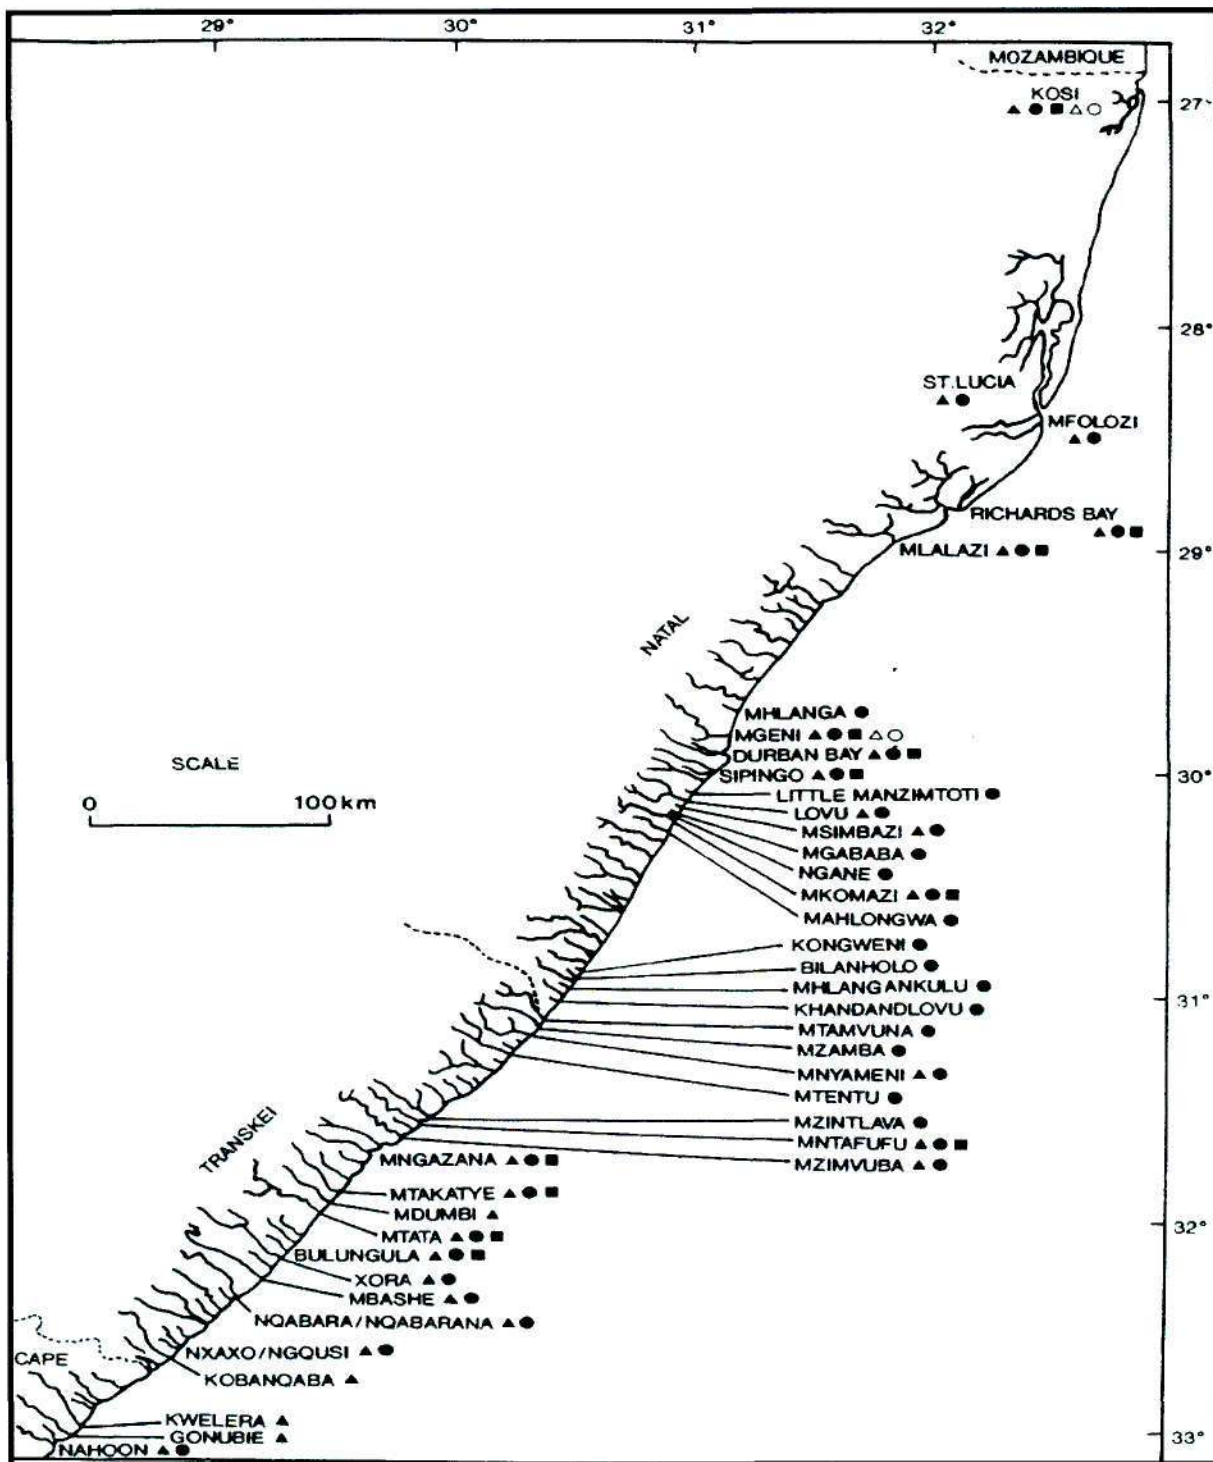 29° 30° 31° 32°
MOZAMBIQUE
KOSI
27°
28°
ST.LUCIA
MFOLOZI
RICHARDS BAY
MLALAZI
29°
NATAL
MHLANGA
MGENI
DURBAN BAY
SIPINGO
30°
SCALE
0 100km
LITTLE MANZIMTOTI
LOVU
MSIMBAZI
MGABABA
NGANE
MKOMAZI
MAHLONGWA
KONGWENI
BILANHOLO
MHLANGANKULU
KHANDANDLOVU
31°
MTAMVUNA
MZAMBA
MNYAMENI
MTENTU
MZINTLAVA
MNTAFUFU
MZIMVUBA
TRANSKEI
MNGAZANA
MTAKATYE
MDUMBI
32°
MTATA
BULUNGULA
XORA
MBASHE
NQABARA/NQABARANA
NXAXO/NGQUSI
CAPE
KOBANQABA
KWELERA
GONUBIE
33°
NAHOON